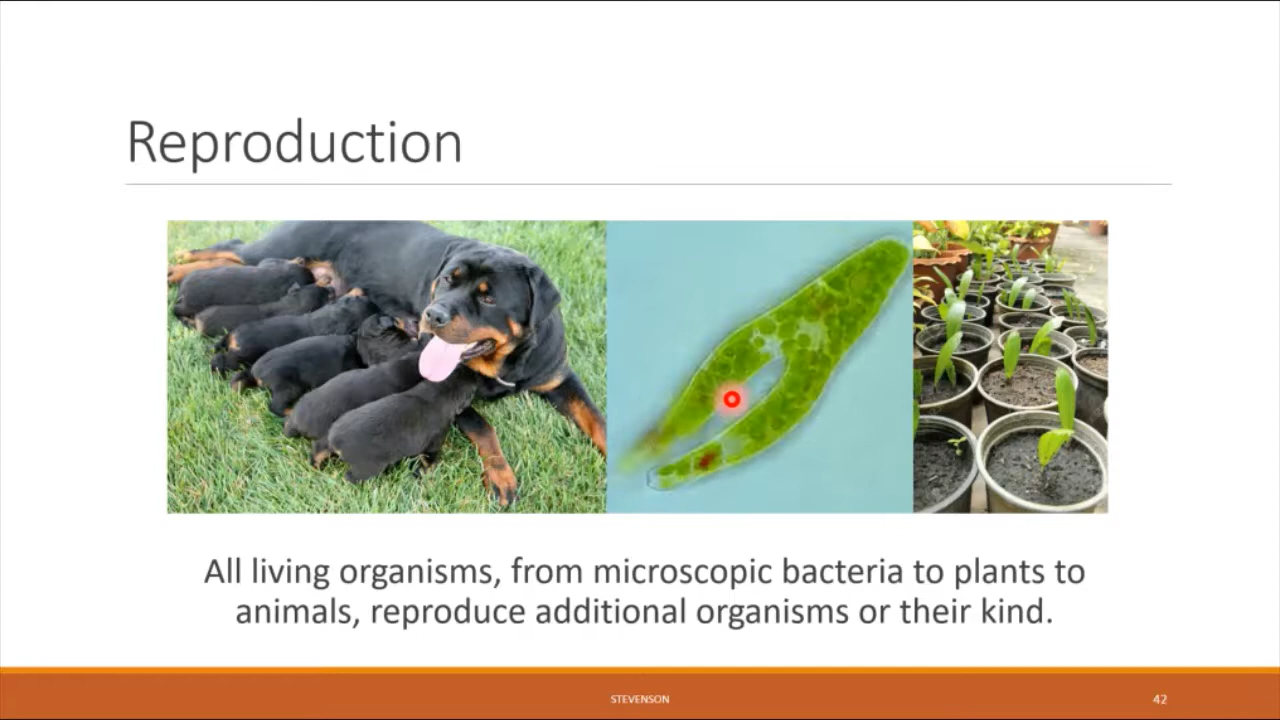 Reproduction
All living organisms, from microscopic bacteria to plants to
animals, reproduce additional organisms or their kind.
STEVENSON
42